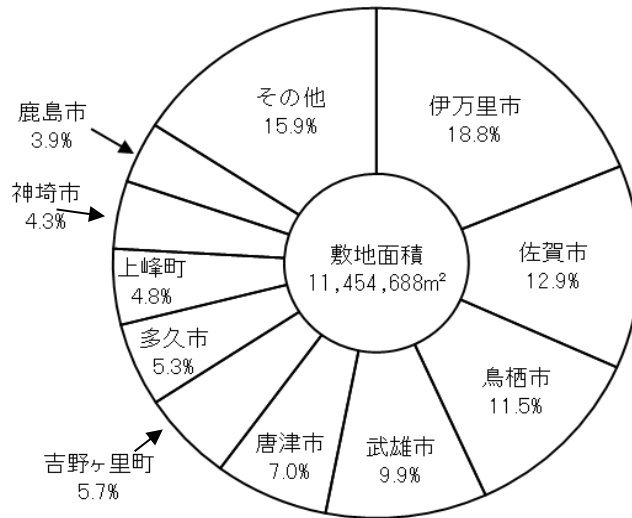 その他
15.9%
伊万里市
18.8%
鹿島市
3.9%
神埼市
4.3%
敷地面積
11,454,688m²
佐賀市
12.9%
上峰町
4.8%
多久市
5.3%
鳥栖市
11.5%
吉野ヶ里町
5.7%
唐津市
7.0%
武雄市
9.9%